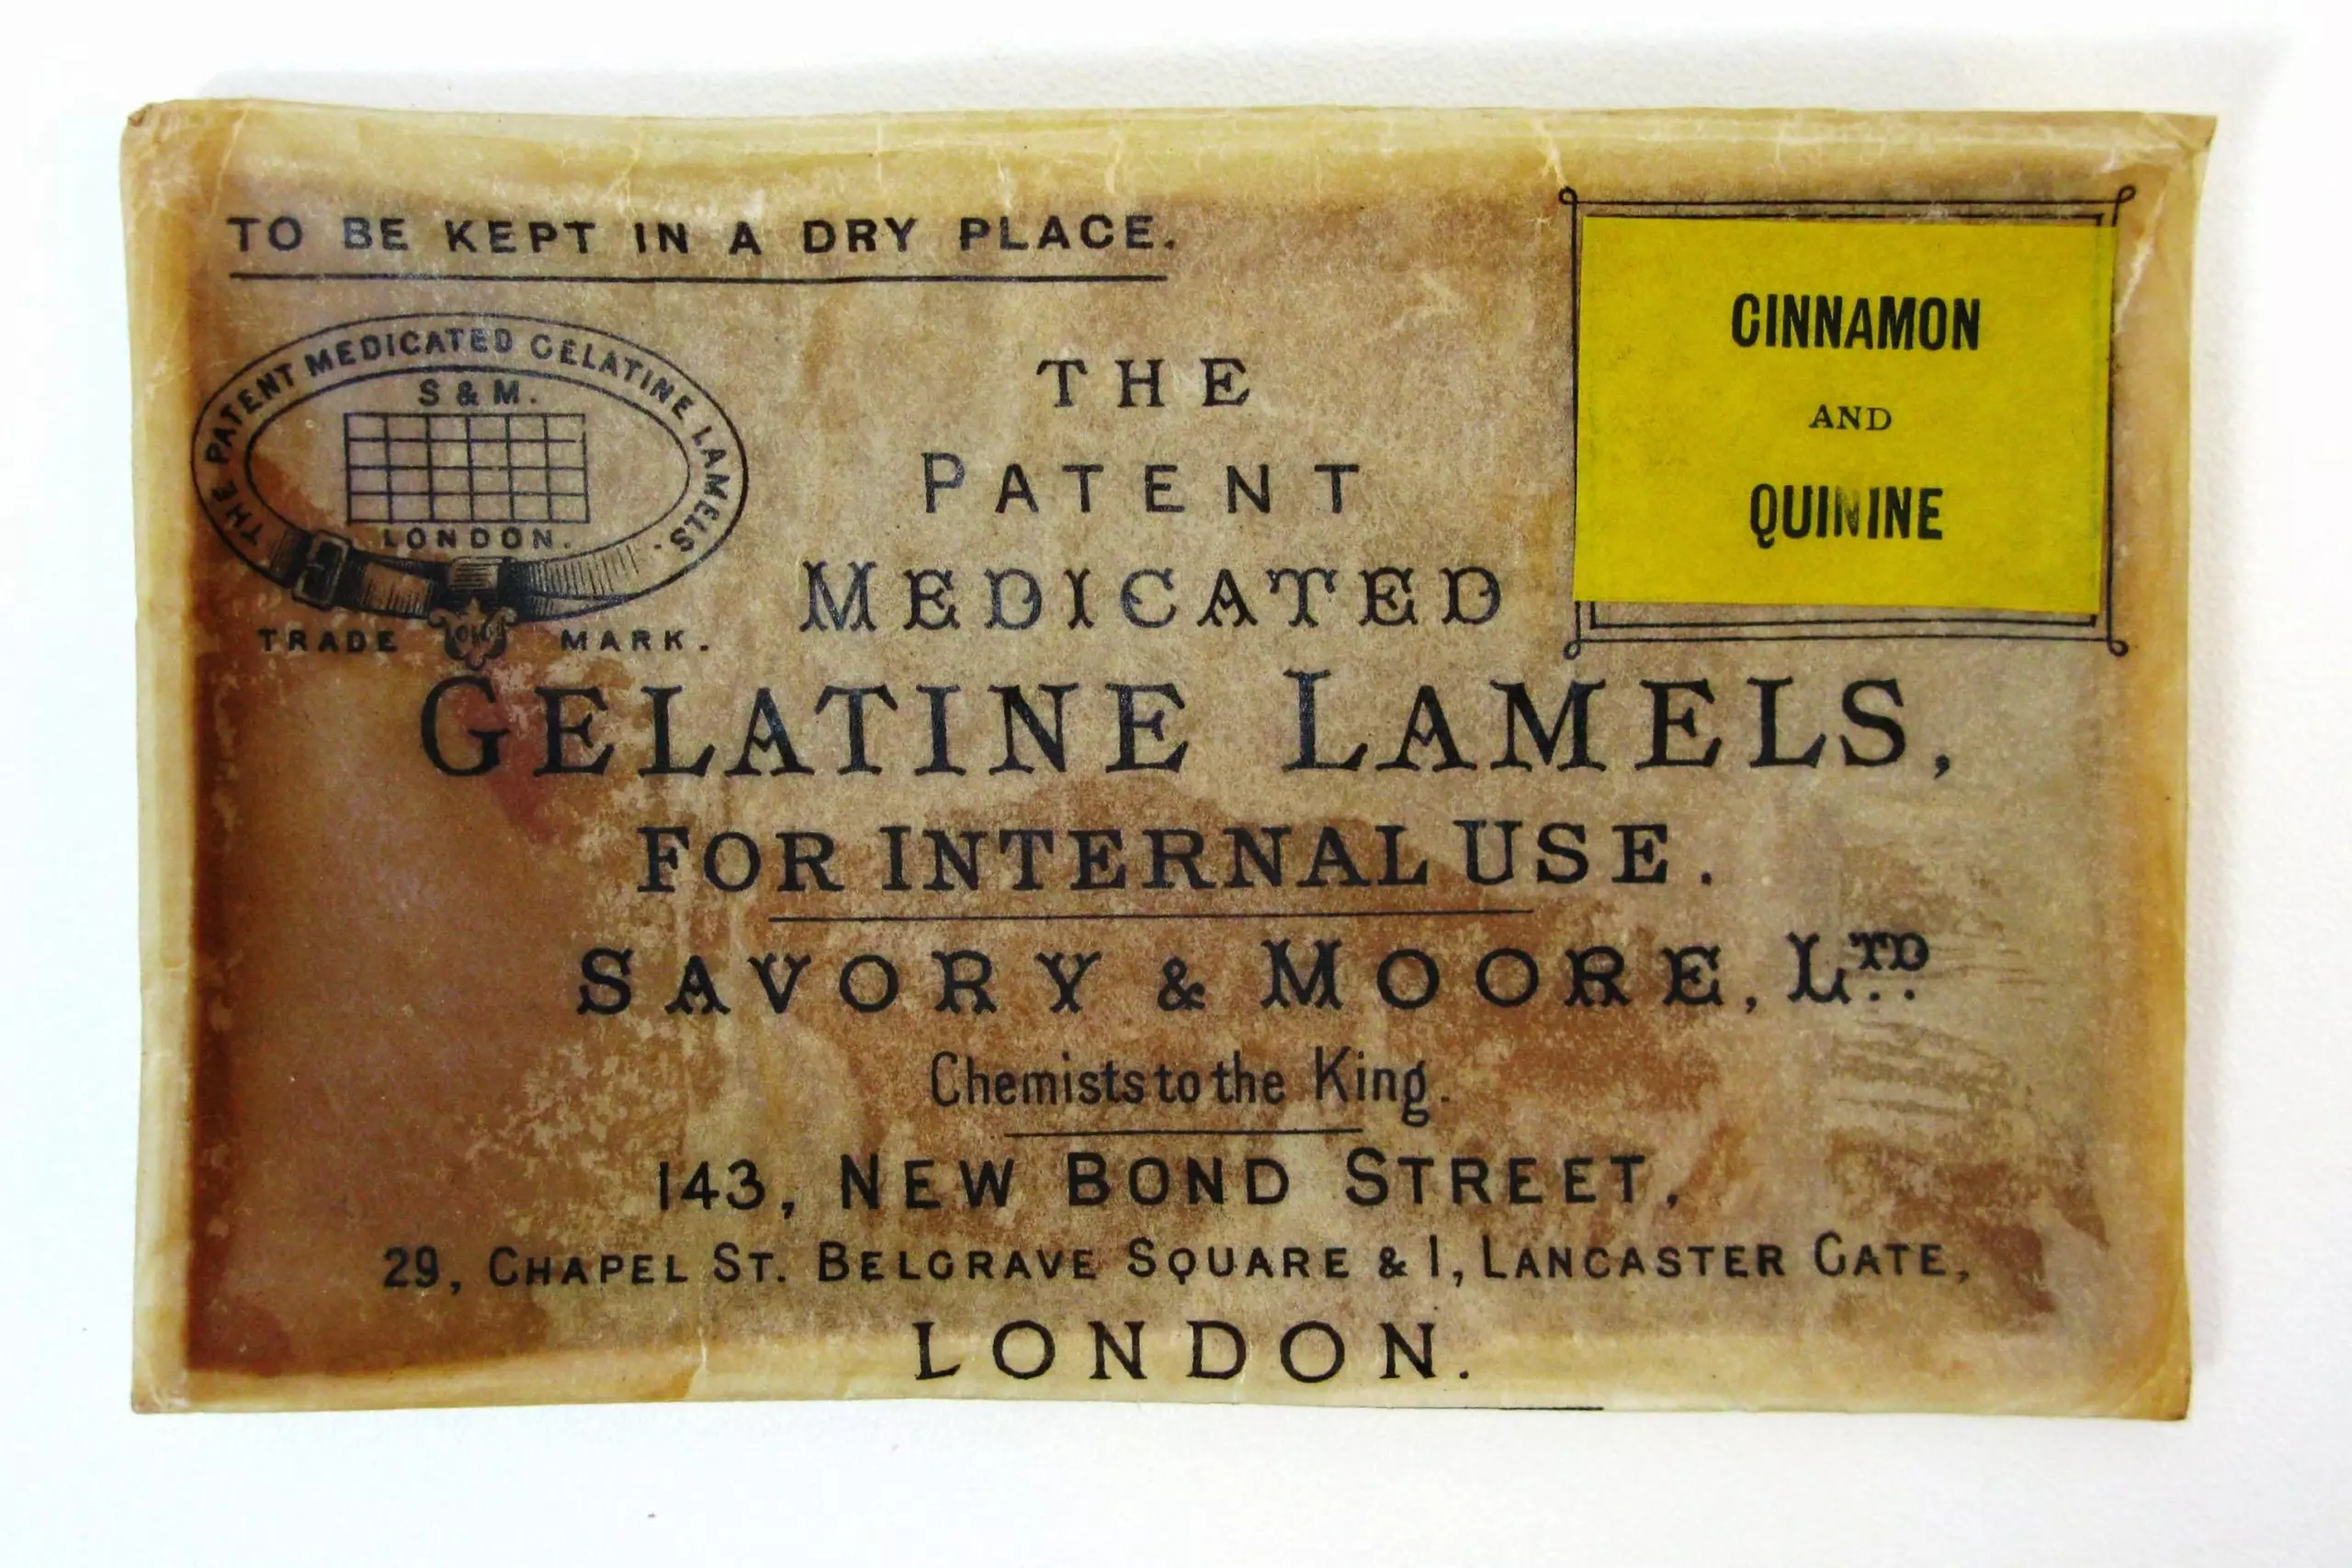 TO BE KEPT IN A DRY PLACE.
THE PATENT MEDICATED GELATINE LAMELS.
S & M.
LONDON.
TRADE MARK.
CINNAMON
AND
QUININE
THE
PATENT
MEDICATED
GELATINE LAMELS,
FOR INTERNAL USE.
SAVORY & MOORE, LTD.
Chemists to the King.
143, NEW BOND STREET,
29, CHAPEL ST. BELGRAVE SQUARE & 1, LANCASTER GATE,
LONDON.